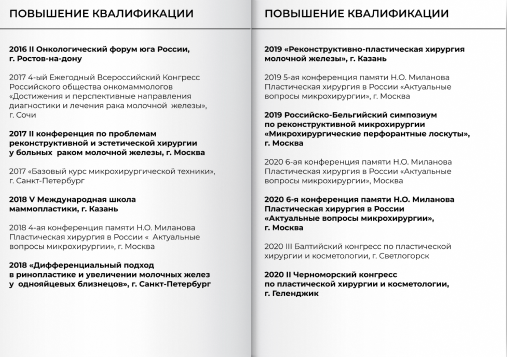 ПОВЫШЕНИЕ КВАЛИФИКАЦИИ
2016 II Онкологический форум юга России,
г. Ростов-на-дону
2017 4-ый Ежегодный Всероссийский Конгресс
Российского общества онкомаммологов
«Достижения и перспективные направления
диагностики и лечения рака молочной железы»,
г. Сочи
2017 II конференция по проблемам
реконструктивной и эстетической хирургии
у больных раком молочной железы, г. Москва
2017 «Базовый курс микрохирургической техники»,
г. Санкт-Петербург
2018 V Международная школа
маммопластики, г. Казань
2018 4-ая конференция памяти Н.О. Миланова
Пластическая хирургия в России « Актуальные
вопросы микрохирургии», г. Москва
2018 «Дифференциальный подход
в ринопластике и увеличении молочных желез
у однояйцевых близнецов», г. Санкт-Петербург
ПОВЫШЕНИЕ КВАЛИФИКАЦИИ
2019 «Реконструктивно-пластическая хирургия
молочной железы», г. Казань
2019 5-ая конференция памяти Н.О. Миланова
Пластическая хирургия в России «Актуальные
вопросы микрохирургии», г. Москва
2019 Российско-Бельгийский симпозиум
по реконструктивной микрохирургии
«Микрохирургические перфорантные лоскуты»,
г. Москва
2020 6-ая конференция памяти Н.О. Миланова
Пластическая хирургия в России «Актуальные
вопросы микрохирургии», Москва
2020 6-я конференция памяти Н.О. Миланова
Пластическая хирургия в России
«Актуальные вопросы микрохирургии»,
г. Москва
2020 III Балтийский конгресс по пластической
хирургии и косметологии, г. Светлогорск
2020 II Черноморский конгресс
по пластической хирургии и косметологии,
г. Геленджик